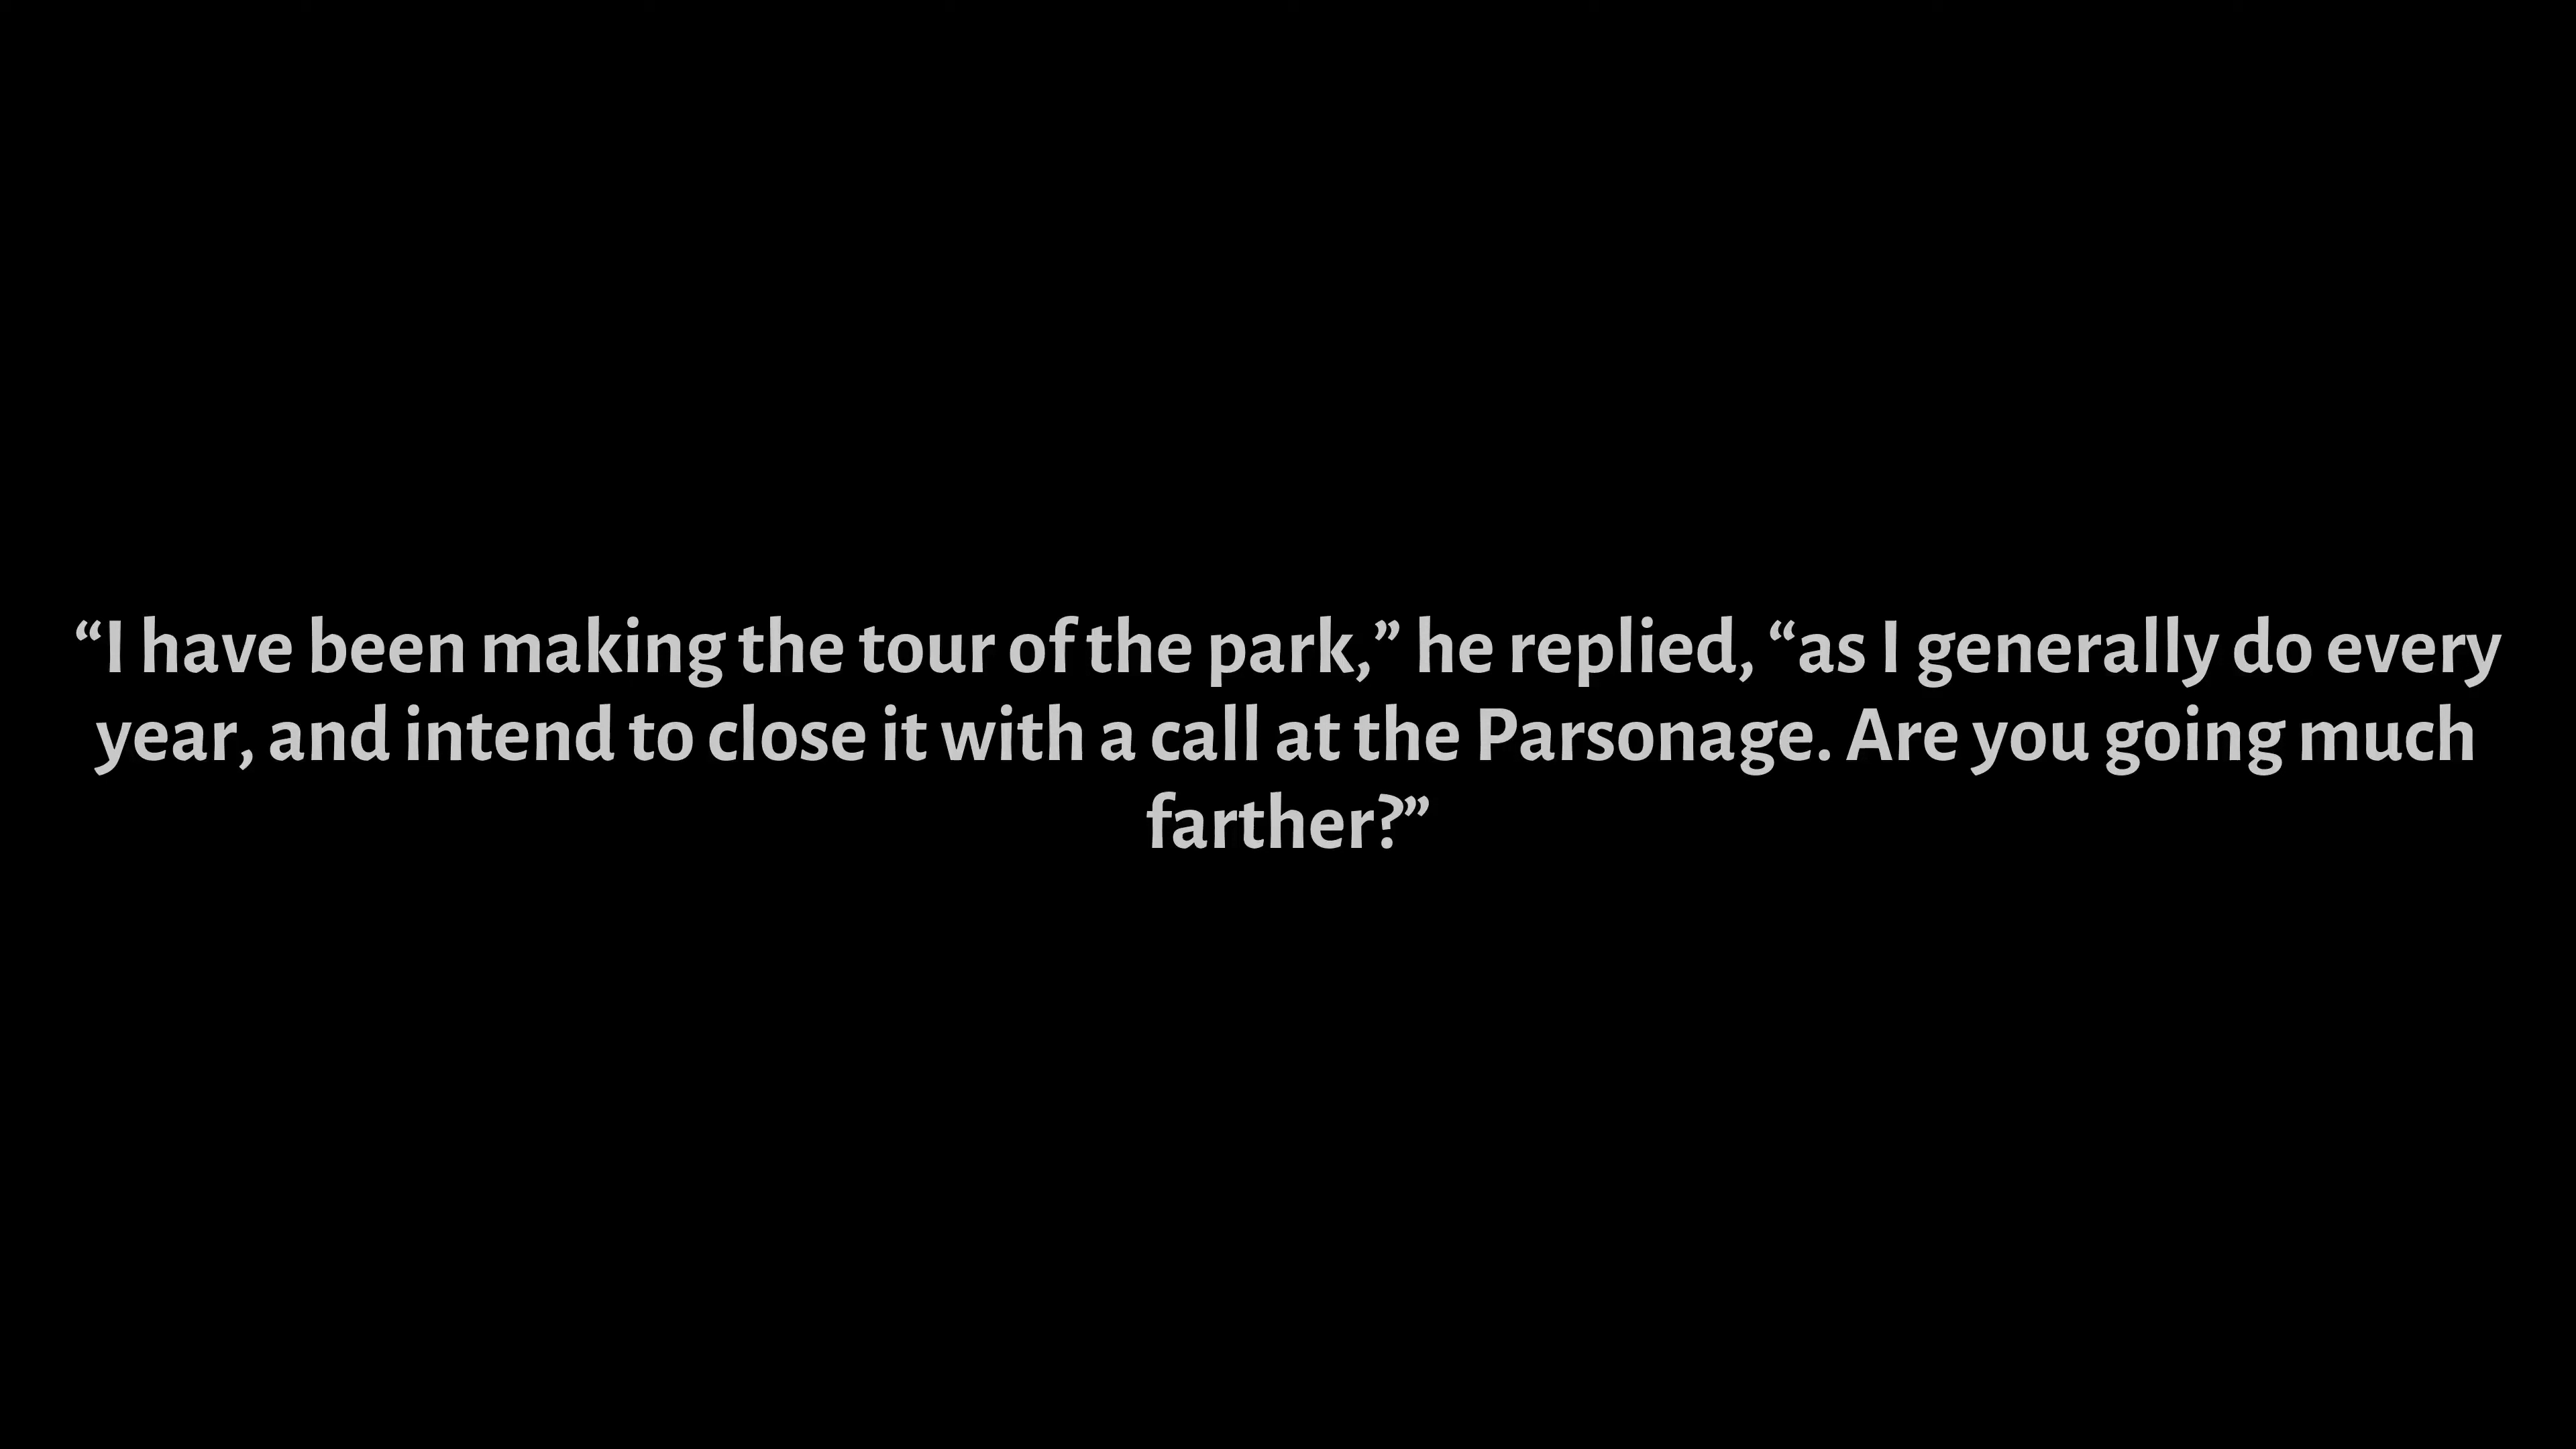 “I have been making the tour of the park,” he replied, “as I generally do every
year, and intend to close it with a call at the Parsonage. Are you going much
farther?”